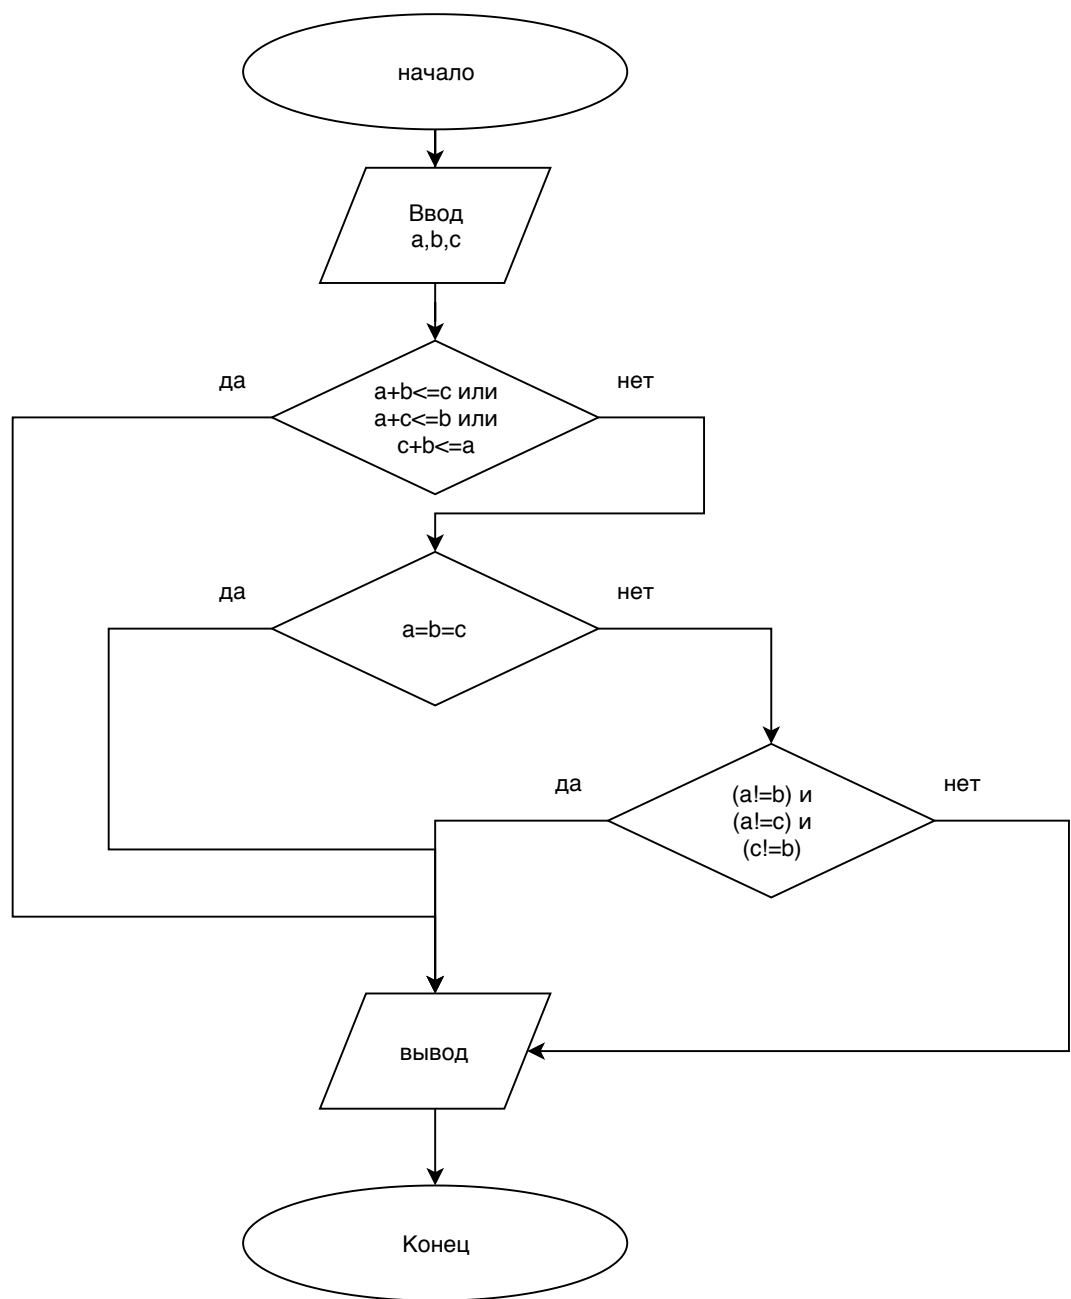 начало
Ввод
a,b,c
да
нет
a+b<=c или
a+c<=b или
c+b<=a
да
нет
a=b=c
да
нет
(a!=b) и
(a!=c) и
(c!=b)
вывод
Конец